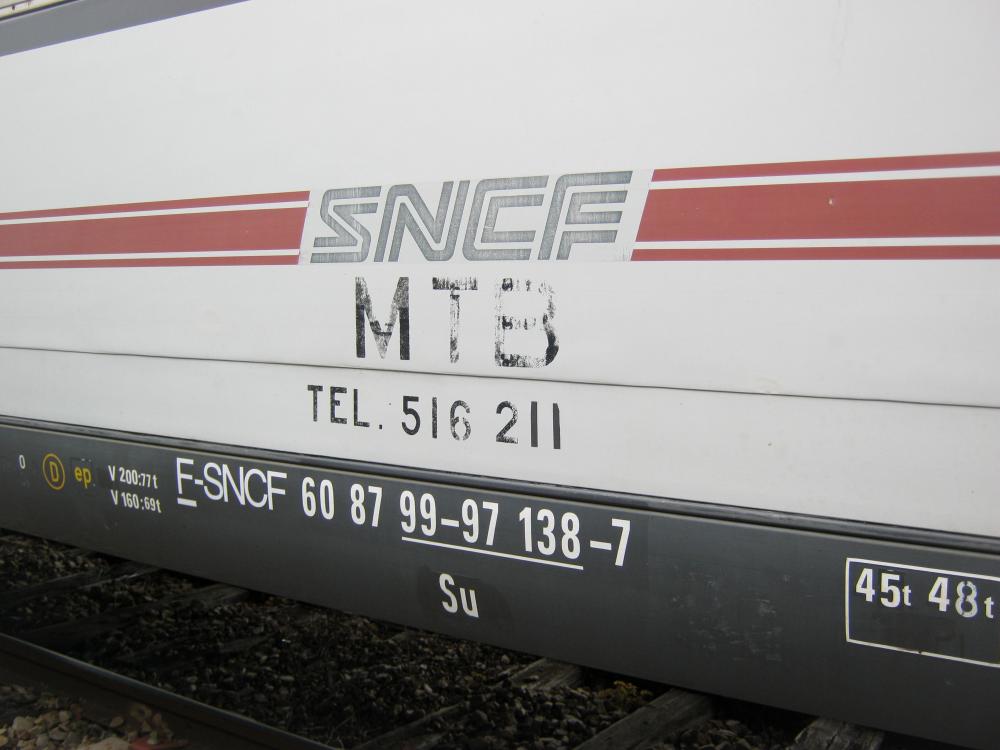 SNCF
MTB
TEL. 516 211
0 D ep V 200:77t
V 160:69t
F-SNCF 60 87 99-97 138-7
Su
45t 48t